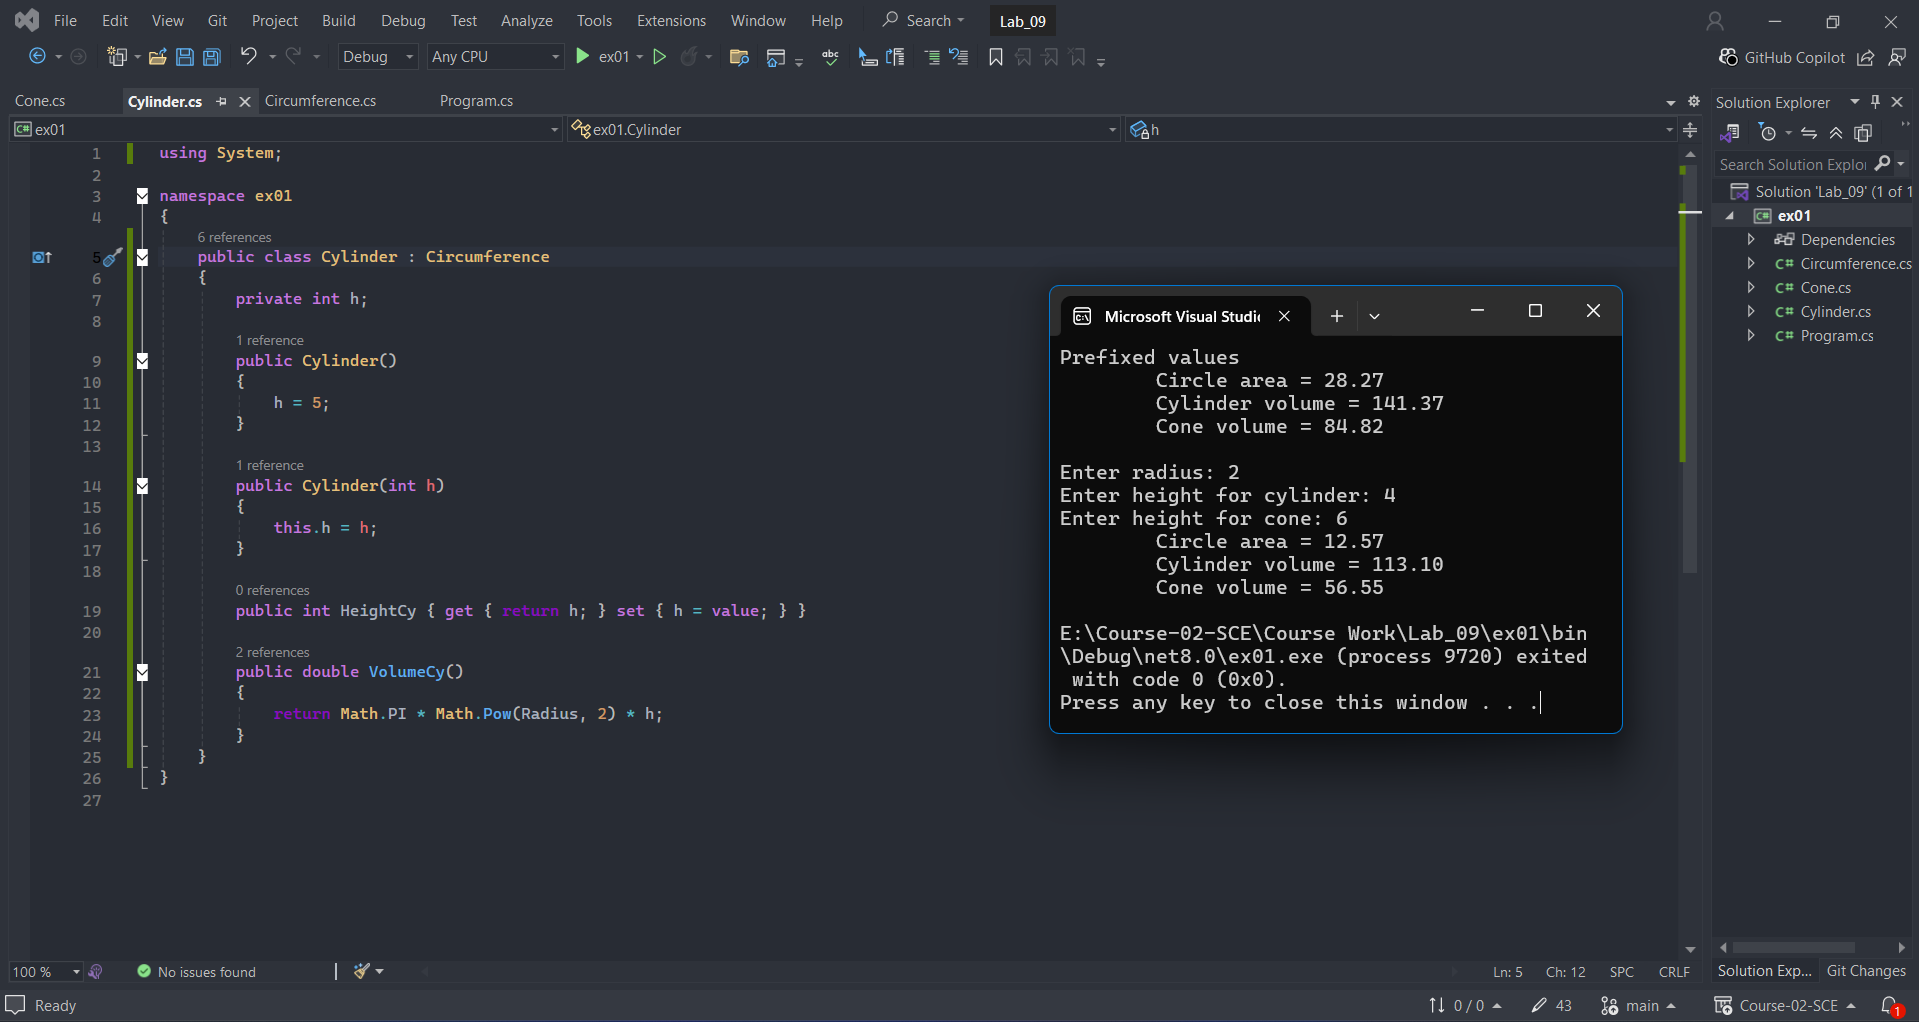 File Edit View Git Project Build Debug Test Analyze Tools Extensions Window Help Search Lab_09
Debug Any CPU ex01 abc GitHub Copilot
Cone.cs Cylinder.cs Circumference.cs Program.cs
C# ex01 ex01.Cylinder h
1 using System;
2
3 namespace ex01
4 {
6 references
5 public class Cylinder : Circumference
6 {
7 private int h;
8
1 reference
9 public Cylinder()
10 {
11 h = 5;
12 }
13
1 reference
14 public Cylinder(int h)
15 {
16 this.h = h;
17 }
18
0 references
19 public int HeightCy { get { return h; } set { h = value; } }
20
2 references
21 public double VolumeCy()
22 {
23 return Math.PI * Math.Pow(Radius, 2) * h;
24 }
25 }
26 }
27
Microsoft Visual Studi
Prefixed values
Circle area = 28.27
Cylinder volume = 141.37
Cone volume = 84.82
Enter radius: 2
Enter height for cylinder: 4
Enter height for cone: 6
Circle area = 12.57
Cylinder volume = 113.10
Cone volume = 56.55
E:\Course-02-SCE\Course Work\Lab_09\ex01\bin
\Debug\net8.0\ex01.exe (process 9720) exited
with code 0 (0x0).
Press any key to close this window . . .
Solution Explorer
Search Solution Explo
Solution 'Lab_09' (1 of 1
C# ex01
Dependencies
C# Circumference.cs
C# Cone.cs
C# Cylinder.cs
C# Program.cs
Solution Exp... Git Changes
100 % No issues found Ln: 5 Ch: 12 SPC CRLF
Ready 0 / 0 43 main Course-02-SCE 1